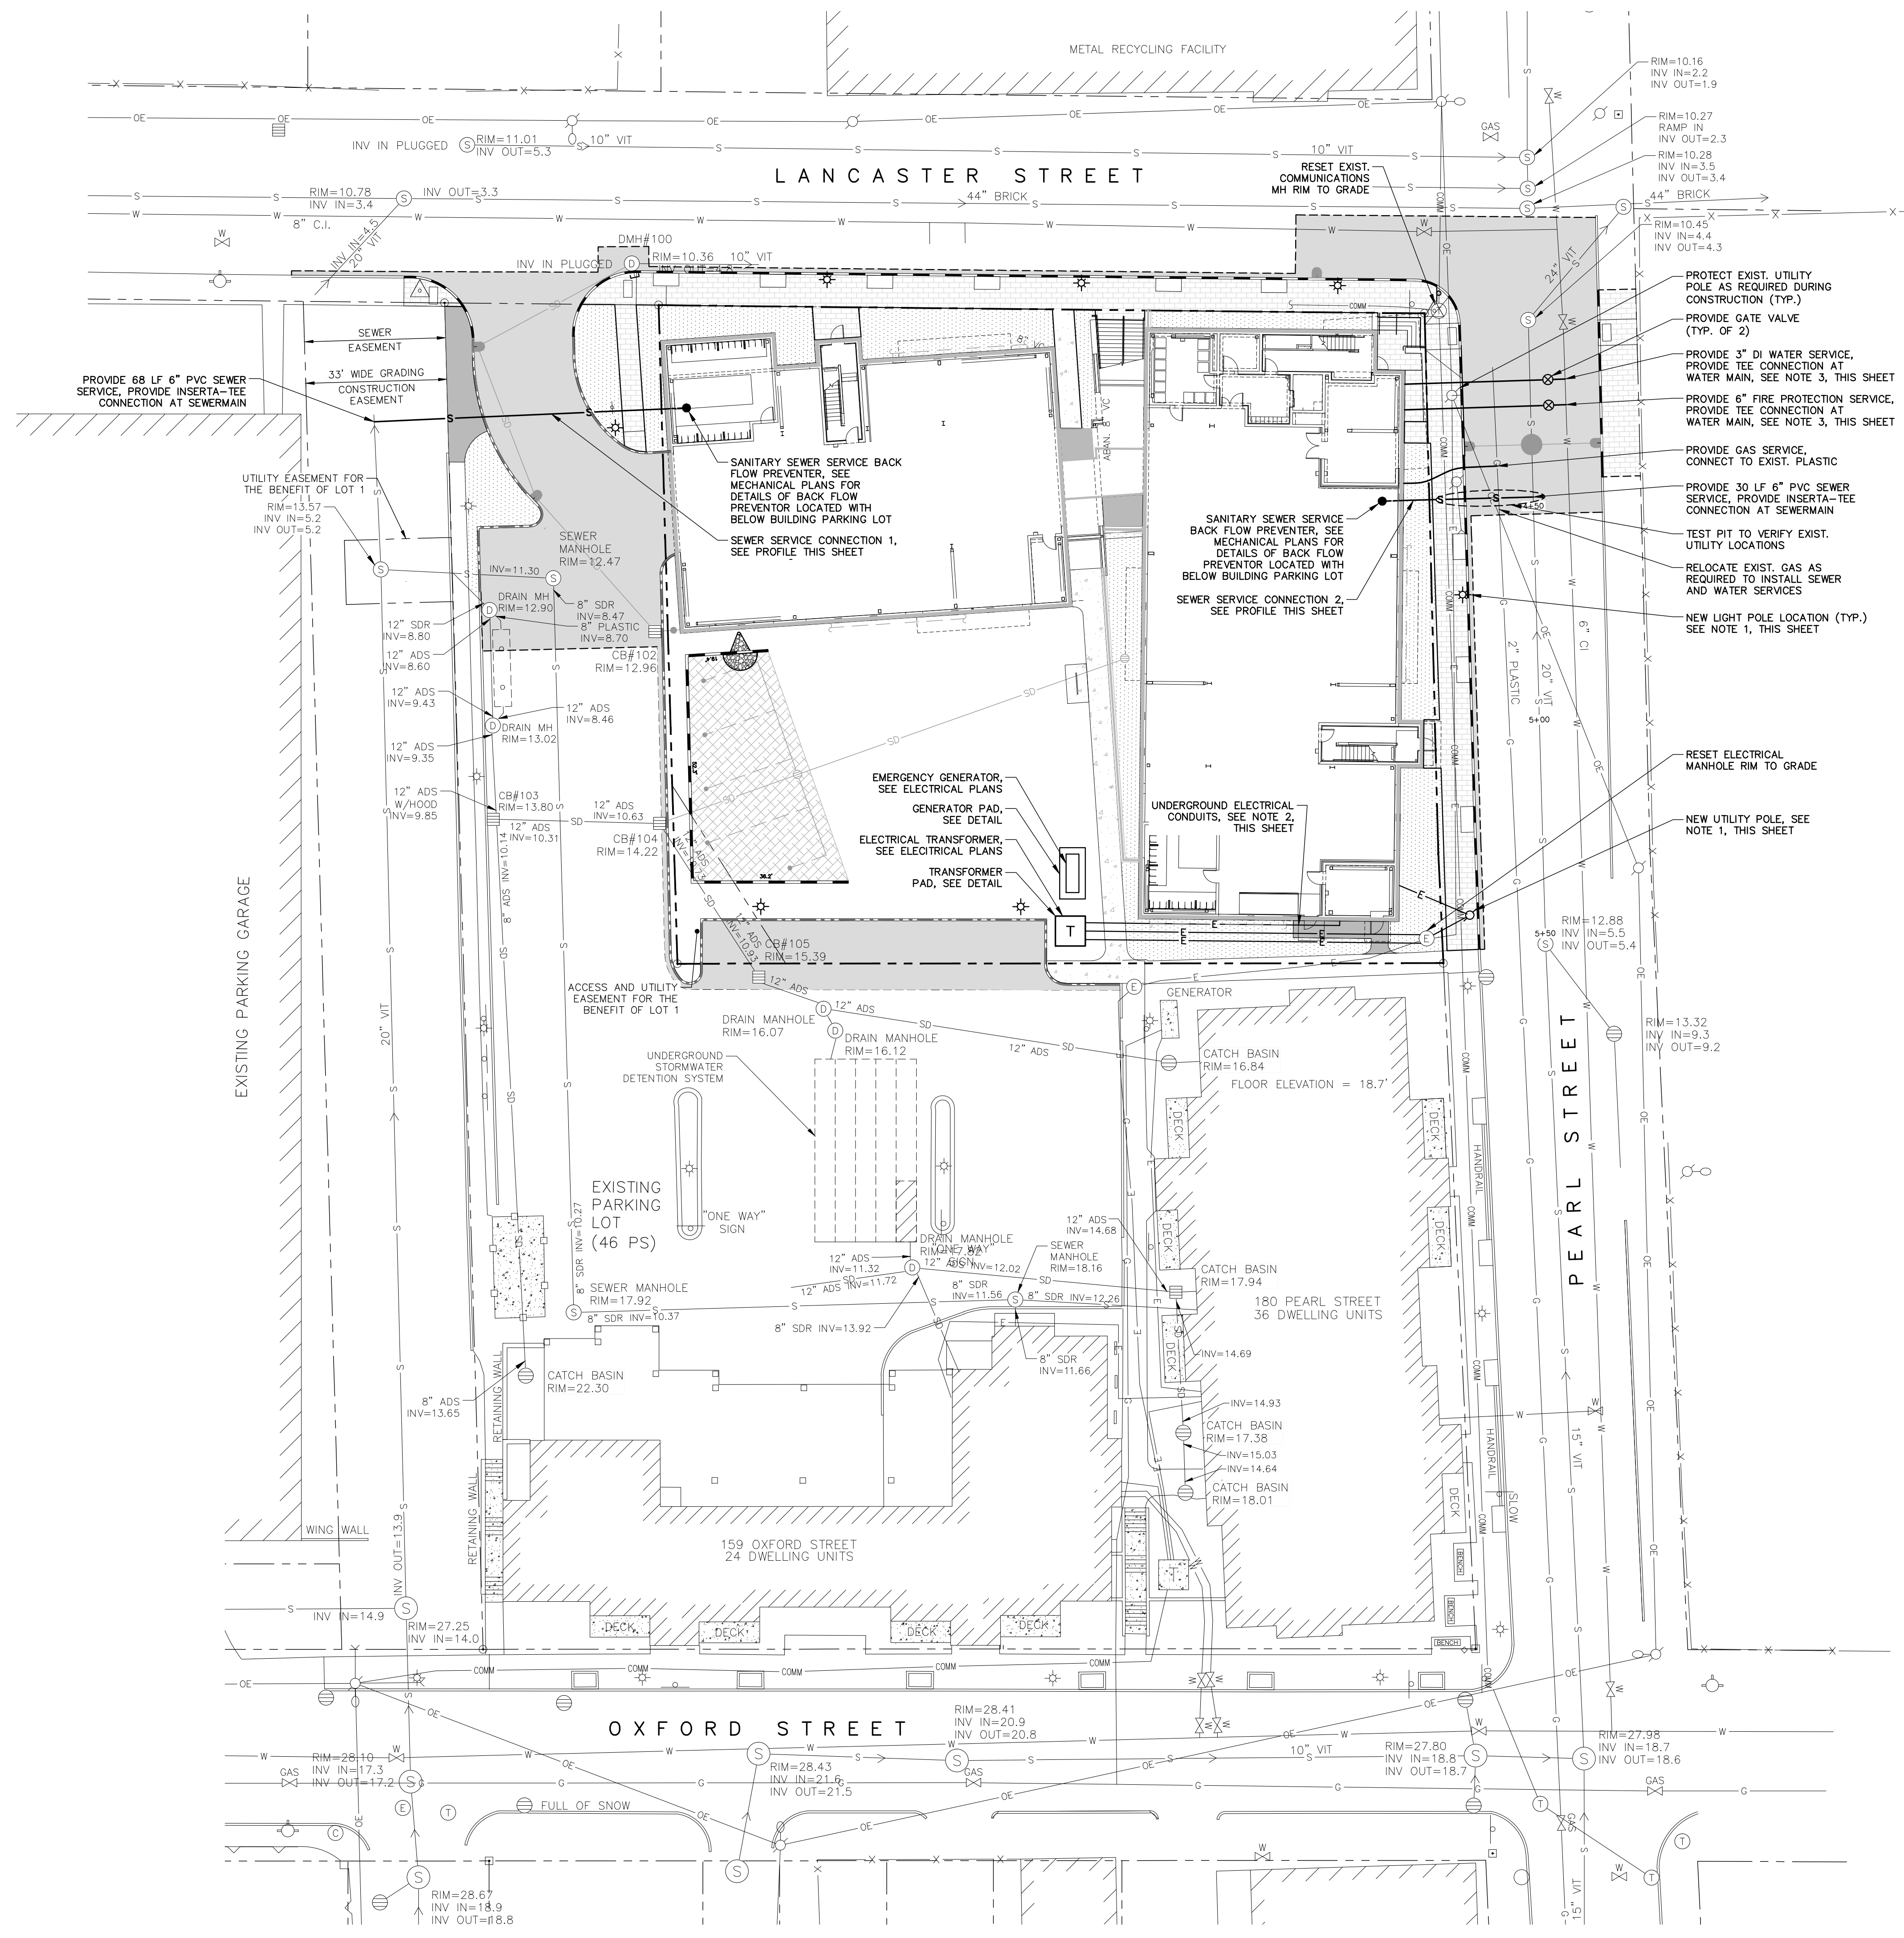 METAL RECYCLING FACILITY
RIM=10.16
INV IN=2.2
INV OUT=1.9
RIM=10.27
RAMP IN
INV OUT=2.3
RIM=10.28
INV IN=3.5
INV OUT=3.4
GAS
INV IN PLUGGED
RIM=11.01
INV OUT=5.3
10" VIT
10" VIT
LANCASTER STREET
RESET EXIST.
COMMUNICATIONS
MH RIM TO GRADE
RIM=10.78
INV IN=3.4
INV OUT=3.3
44" BRICK
44" BRICK
8" C.I.
INV IN=4.5
20" VIT
RIM=10.45
INV IN=4.4
INV OUT=4.3
DMH#100
INV IN PLUGGED
RIM=10.36
10" VIT
24" VIT
PROTECT EXIST. UTILITY
POLE AS REQUIRED DURING
CONSTRUCTION (TYP.)
PROVIDE GATE VALVE
(TYP. OF 2)
PROVIDE 3" DI WATER SERVICE,
PROVIDE TEE CONNECTION AT
WATER MAIN, SEE NOTE 3, THIS SHEET
PROVIDE 6" FIRE PROTECTION SERVICE,
PROVIDE TEE CONNECTION AT
WATER MAIN, SEE NOTE 3, THIS SHEET
PROVIDE GAS SERVICE,
CONNECT TO EXIST. PLASTIC
PROVIDE 30 LF 6" PVC SEWER
SERVICE, PROVIDE INSERTA-TEE
CONNECTION AT SEWERMAIN
TEST PIT TO VERIFY EXIST.
UTILITY LOCATIONS
RELOCATE EXIST. GAS AS
REQUIRED TO INSTALL SEWER
AND WATER SERVICES
NEW LIGHT POLE LOCATION (TYP.)
SEE NOTE 1, THIS SHEET
RESET ELECTRICAL
MANHOLE RIM TO GRADE
NEW UTILITY POLE, SEE
NOTE 1, THIS SHEET
SEWER
EASEMENT
33' WIDE GRADING
CONSTRUCTION
EASEMENT
PROVIDE 68 LF 6" PVC SEWER
SERVICE, PROVIDE INSERTA-TEE
CONNECTION AT SEWERMAIN
UTILITY EASEMENT FOR
THE BENEFIT OF LOT 1
RIM=13.57
INV IN=5.2
INV OUT=5.2
SANITARY SEWER SERVICE BACK
FLOW PREVENTER, SEE
MECHANICAL PLANS FOR
DETAILS OF BACK FLOW
PREVENTOR LOCATED WITH
BELOW BUILDING PARKING LOT
SEWER SERVICE CONNECTION 1,
SEE PROFILE THIS SHEET
ABAN. 8" VC
SANITARY SEWER SERVICE
BACK FLOW PREVENTER, SEE
MECHANICAL PLANS FOR
DETAILS OF BACK FLOW
PREVENTOR LOCATED WITH
BELOW BUILDING PARKING LOT
SEWER SERVICE CONNECTION 2,
SEE PROFILE THIS SHEET
SEWER
MANHOLE
RIM=12.47
INV=11.30
DRAIN MH
RIM=12.90
8" SDR
INV=8.47
8" PLASTIC
INV=8.70
12" SDR
INV=8.80
12" ADS
INV=8.60
CB#102
RIM=12.96
12" ADS
INV=9.43
12" ADS
INV=8.46
DRAIN MH
RIM=13.02
12" ADS
INV=9.35
12" ADS
W/HOOD
INV=9.85
CB#103
RIM=13.80
12" ADS
INV=10.31
12" ADS
INV=10.63
CB#104
RIM=14.22
8" ADS INV=10.14
52.3'
36.2'
2" PLASTIC
20" VIT
6" CI
5+00
EMERGENCY GENERATOR,
SEE ELECTRICAL PLANS
GENERATOR PAD,
SEE DETAIL
ELECTRICAL TRANSFORMER,
SEE ELECITRICAL PLANS
TRANSFORMER
PAD, SEE DETAIL
UNDERGROUND ELECTRICAL
CONDUITS, SEE NOTE 2,
THIS SHEET
T
12" ADS
INV=10.93
CB#105
RIM=15.39
5+50
RIM=12.88
INV IN=5.5
INV OUT=5.4
ACCESS AND UTILITY
EASEMENT FOR THE
BENEFIT OF LOT 1
12" ADS
12" ADS
12" ADS
GENERATOR
DRAIN MANHOLE
RIM=16.07
DRAIN MANHOLE
RIM=16.12
CATCH BASIN
RIM=16.84
FLOOR ELEVATION = 18.7'
UNDERGROUND
STORMWATER
DETENTION SYSTEM
RIM=13.32
INV IN=9.3
INV OUT=9.2
EXISTING PARKING GARAGE
20" VIT
PEARL STREET
DECK
DECK
HANDRAIL
EXISTING
PARKING
LOT
(46 PS)
"ONE WAY"
SIGN
8" SDR INV=10.27
DRAIN MANHOLE
RIM=17.82
"ONE WAY"
SIGN
12" ADS
INV=11.32
12" ADS INV=11.72
12" ADS INV=12.02
SEWER
MANHOLE
RIM=18.16
12" ADS
INV=14.68
DECK
DECK
CATCH BASIN
RIM=17.94
180 PEARL STREET
36 DWELLING UNITS
SEWER MANHOLE
RIM=17.92
8" SDR INV=10.37
8" SDR
INV=11.56
8" SDR INV=12.26
8" SDR INV=13.92
8" SDR
INV=11.66
DECK
INV=14.69
CATCH BASIN
RIM=22.30
8" ADS
INV=13.65
RETAINING WALL
RETAINING WALL
INV=14.93
CATCH BASIN
RIM=17.38
INV=15.03
INV=14.64
CATCH BASIN
RIM=18.01
15" VIT
HANDRAIL
DECK
SLOW
WING WALL
INV OUT=13.9
159 OXFORD STREET
24 DWELLING UNITS
BENCH
BENCH
BENCH
INV IN=14.9
RIM=27.25
INV IN=14.0
DECK
DECK
DECK
DECK
COMM
COMM
COMM
COMM
OXFORD STREET
RIM=28.41
INV IN=20.9
INV OUT=20.8
RIM=28.10
INV IN=17.3
INV OUT=17.2
GAS
RIM=28.43
INV IN=21.6
INV OUT=21.5
GAS
10" VIT
RIM=27.80
INV IN=18.8
INV OUT=18.7
RIM=27.98
INV IN=18.7
INV OUT=18.6
GAS
FULL OF SNOW
GAS
RIM=28.67
INV IN=18.9
INV OUT=18.8
15" VIT